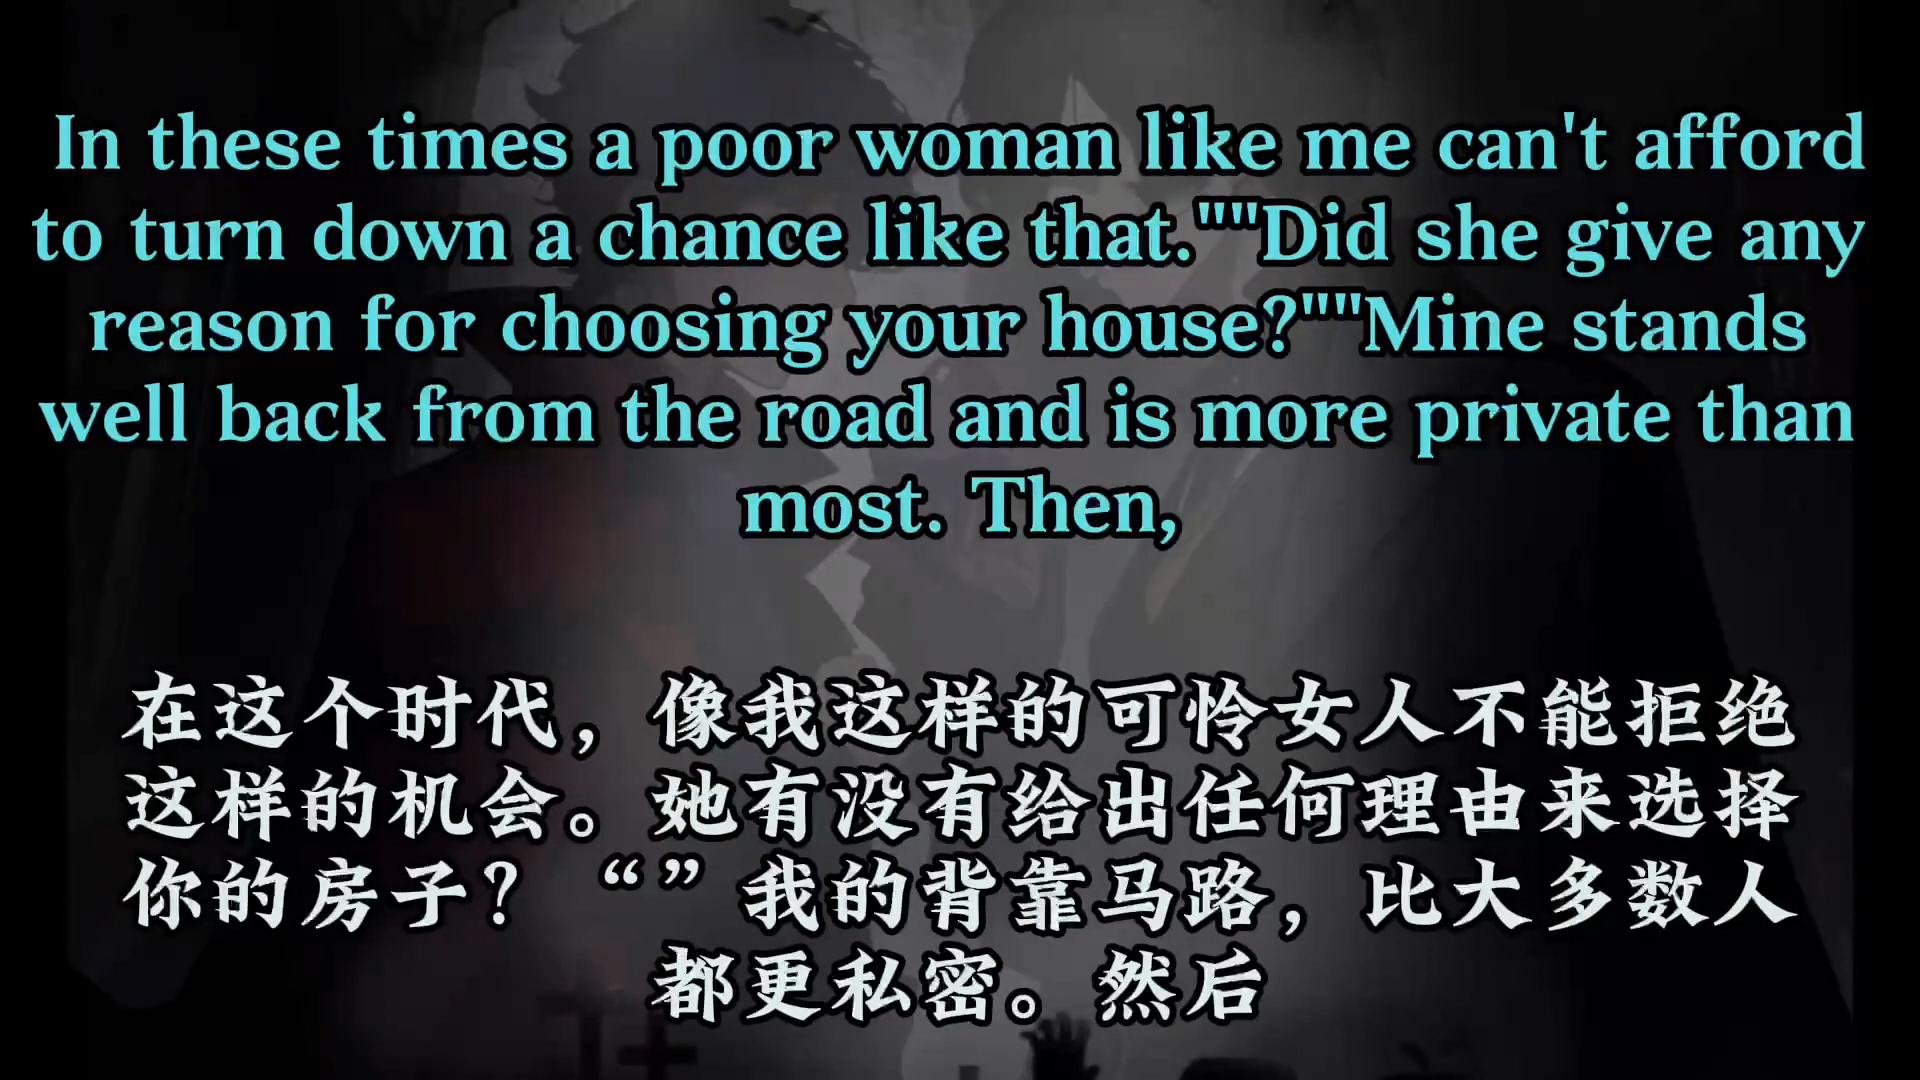 In these times a poor woman like me can't afford
to turn down a chance like that.""Did she give any
reason for choosing your house?""Mine stands
well back from the road and is more private than
most. Then,
在这个时代，像我这样的可怜女人不能拒绝
这样的机会。她有没有给出任何理由来选择
你的房子？ “”我的背靠马路，比大多数人
都更私密。然后